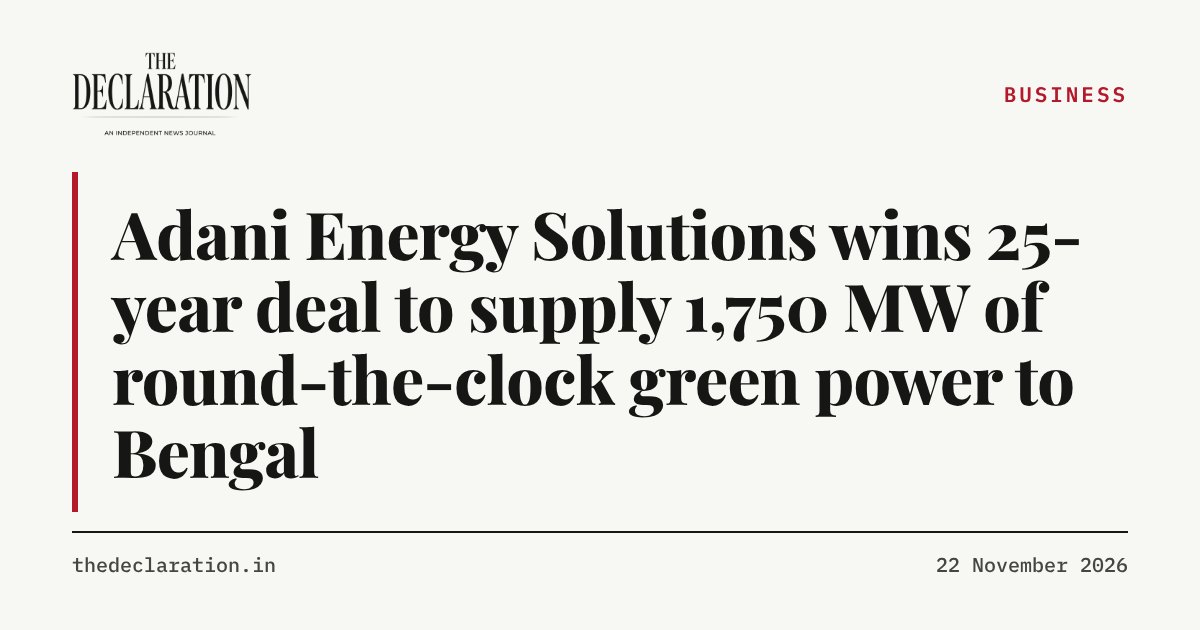 THE
DECLARATION
AN INDEPENDENT NEWS JOURNAL
BUSINESS
Adani Energy Solutions wins 25-
year deal to supply 1,750 MW of
round-the-clock green power to
Bengal
thedeclaration.in
22 November 2026